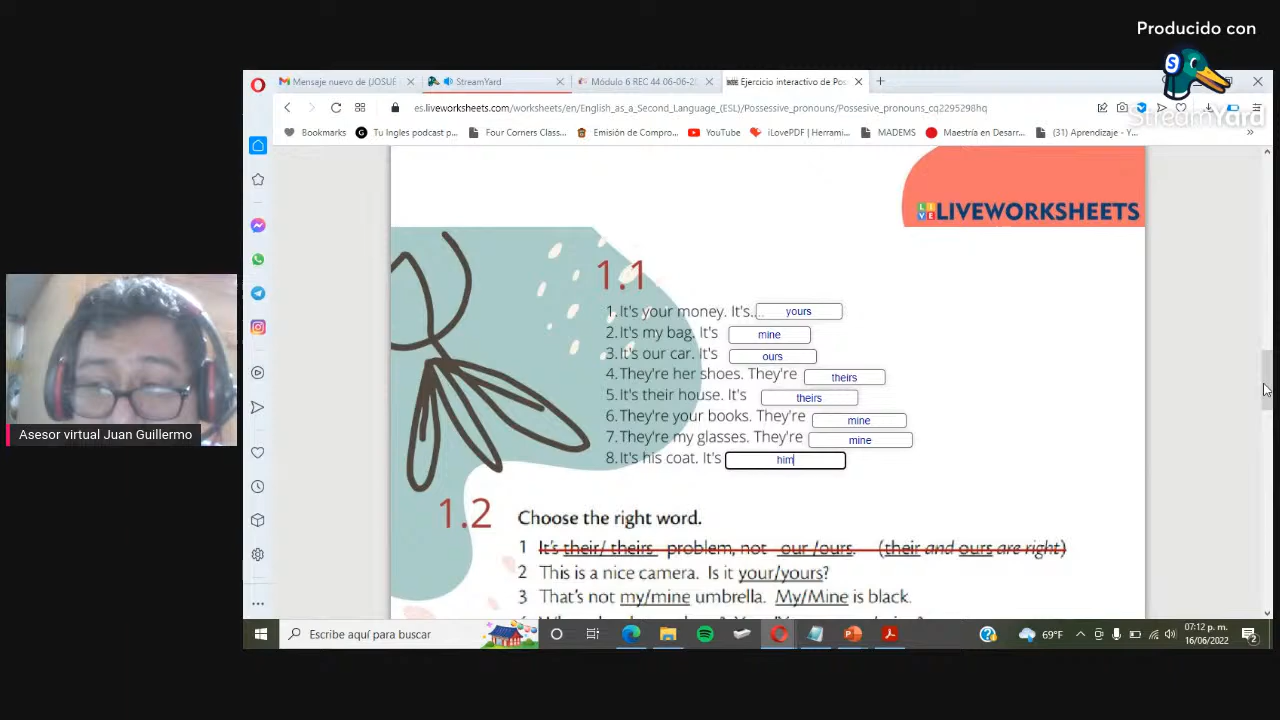 Producido con
StreamYard
Mensaje nuevo de (JOSUÉ
StreamYard
Módulo 6 REC 44 06-06-2
Ejercicio interactivo de Pos
es.liveworksheets.com/worksheets/en/English_as_a_Second_Language_(ESL)/Possessive_pronouns/Possesive_pronouns_cq2295298hq
Bookmarks
Tu Ingles podcast p...
Four Corners Class...
Emisión de Compro...
YouTube
iLovePDF | Herrami...
MADEMS
Maestría en Desarr...
(31) Aprendizaje - Y...
LIVE LIVEWORKSHEETS
1.1
1. It's your money. It's.... yours
2. It's my bag. It's mine
3. It's our car. It's ours
4. They're her shoes. They're theirs
5. It's their house. It's theirs
6. They're your books. They're mine
7. They're my glasses. They're mine
8. It's his coat. It's him
1.2 Choose the right word.
1 It's their/ theirs problem, not our /ours. (their and ours are right)
2 This is a nice camera. Is it your/yours?
3 That's not my/mine umbrella. My/Mine is black.
Asesor virtual Juan Guillermo
Escribe aquí para buscar
69°F
07:12 p. m.
16/06/2022
2